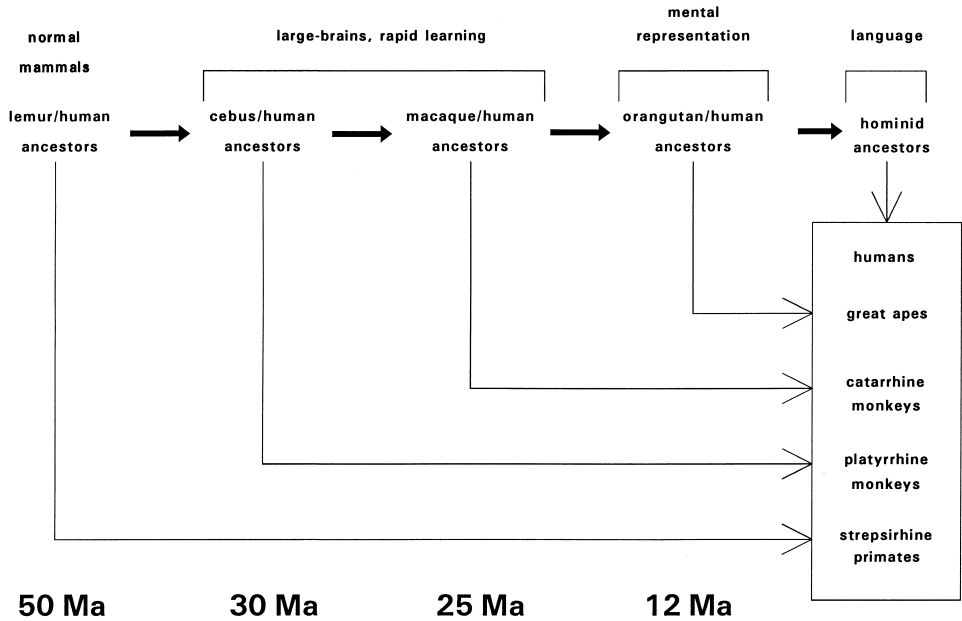 normal
mammals
large-brains, rapid learning
mental
representation
language
lemur/human
ancestors
cebus/human
ancestors
macaque/human
ancestors
orangutan/human
ancestors
hominid
ancestors
humans
great apes
catarrhine
monkeys
platyrrhine
monkeys
strepsirhine
primates
50 Ma
30 Ma
25 Ma
12 Ma